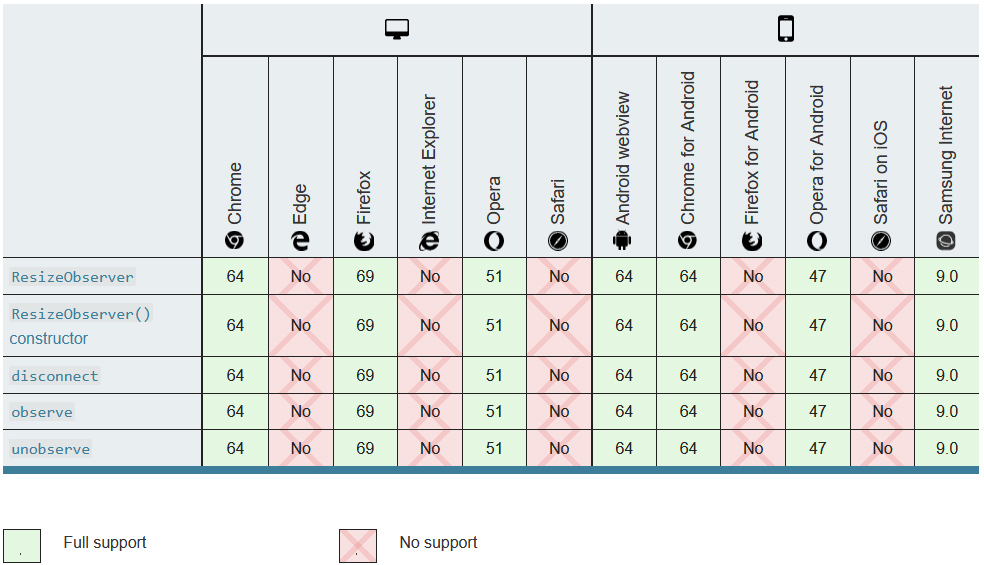 Chrome
Edge
Firefox
Internet Explorer
Opera
Safari
Android webview
Chrome for Android
Firefox for Android
Opera for Android
Safari on iOS
Samsung Internet
ResizeObserver 64 No 69 No 51 No 64 64 No 47 No 9.0
ResizeObserver()
constructor 64 No 69 No 51 No 64 64 No 47 No 9.0
disconnect 64 No 69 No 51 No 64 64 No 47 No 9.0
observe 64 No 69 No 51 No 64 64 No 47 No 9.0
unobserve 64 No 69 No 51 No 64 64 No 47 No 9.0
. Full support . No support